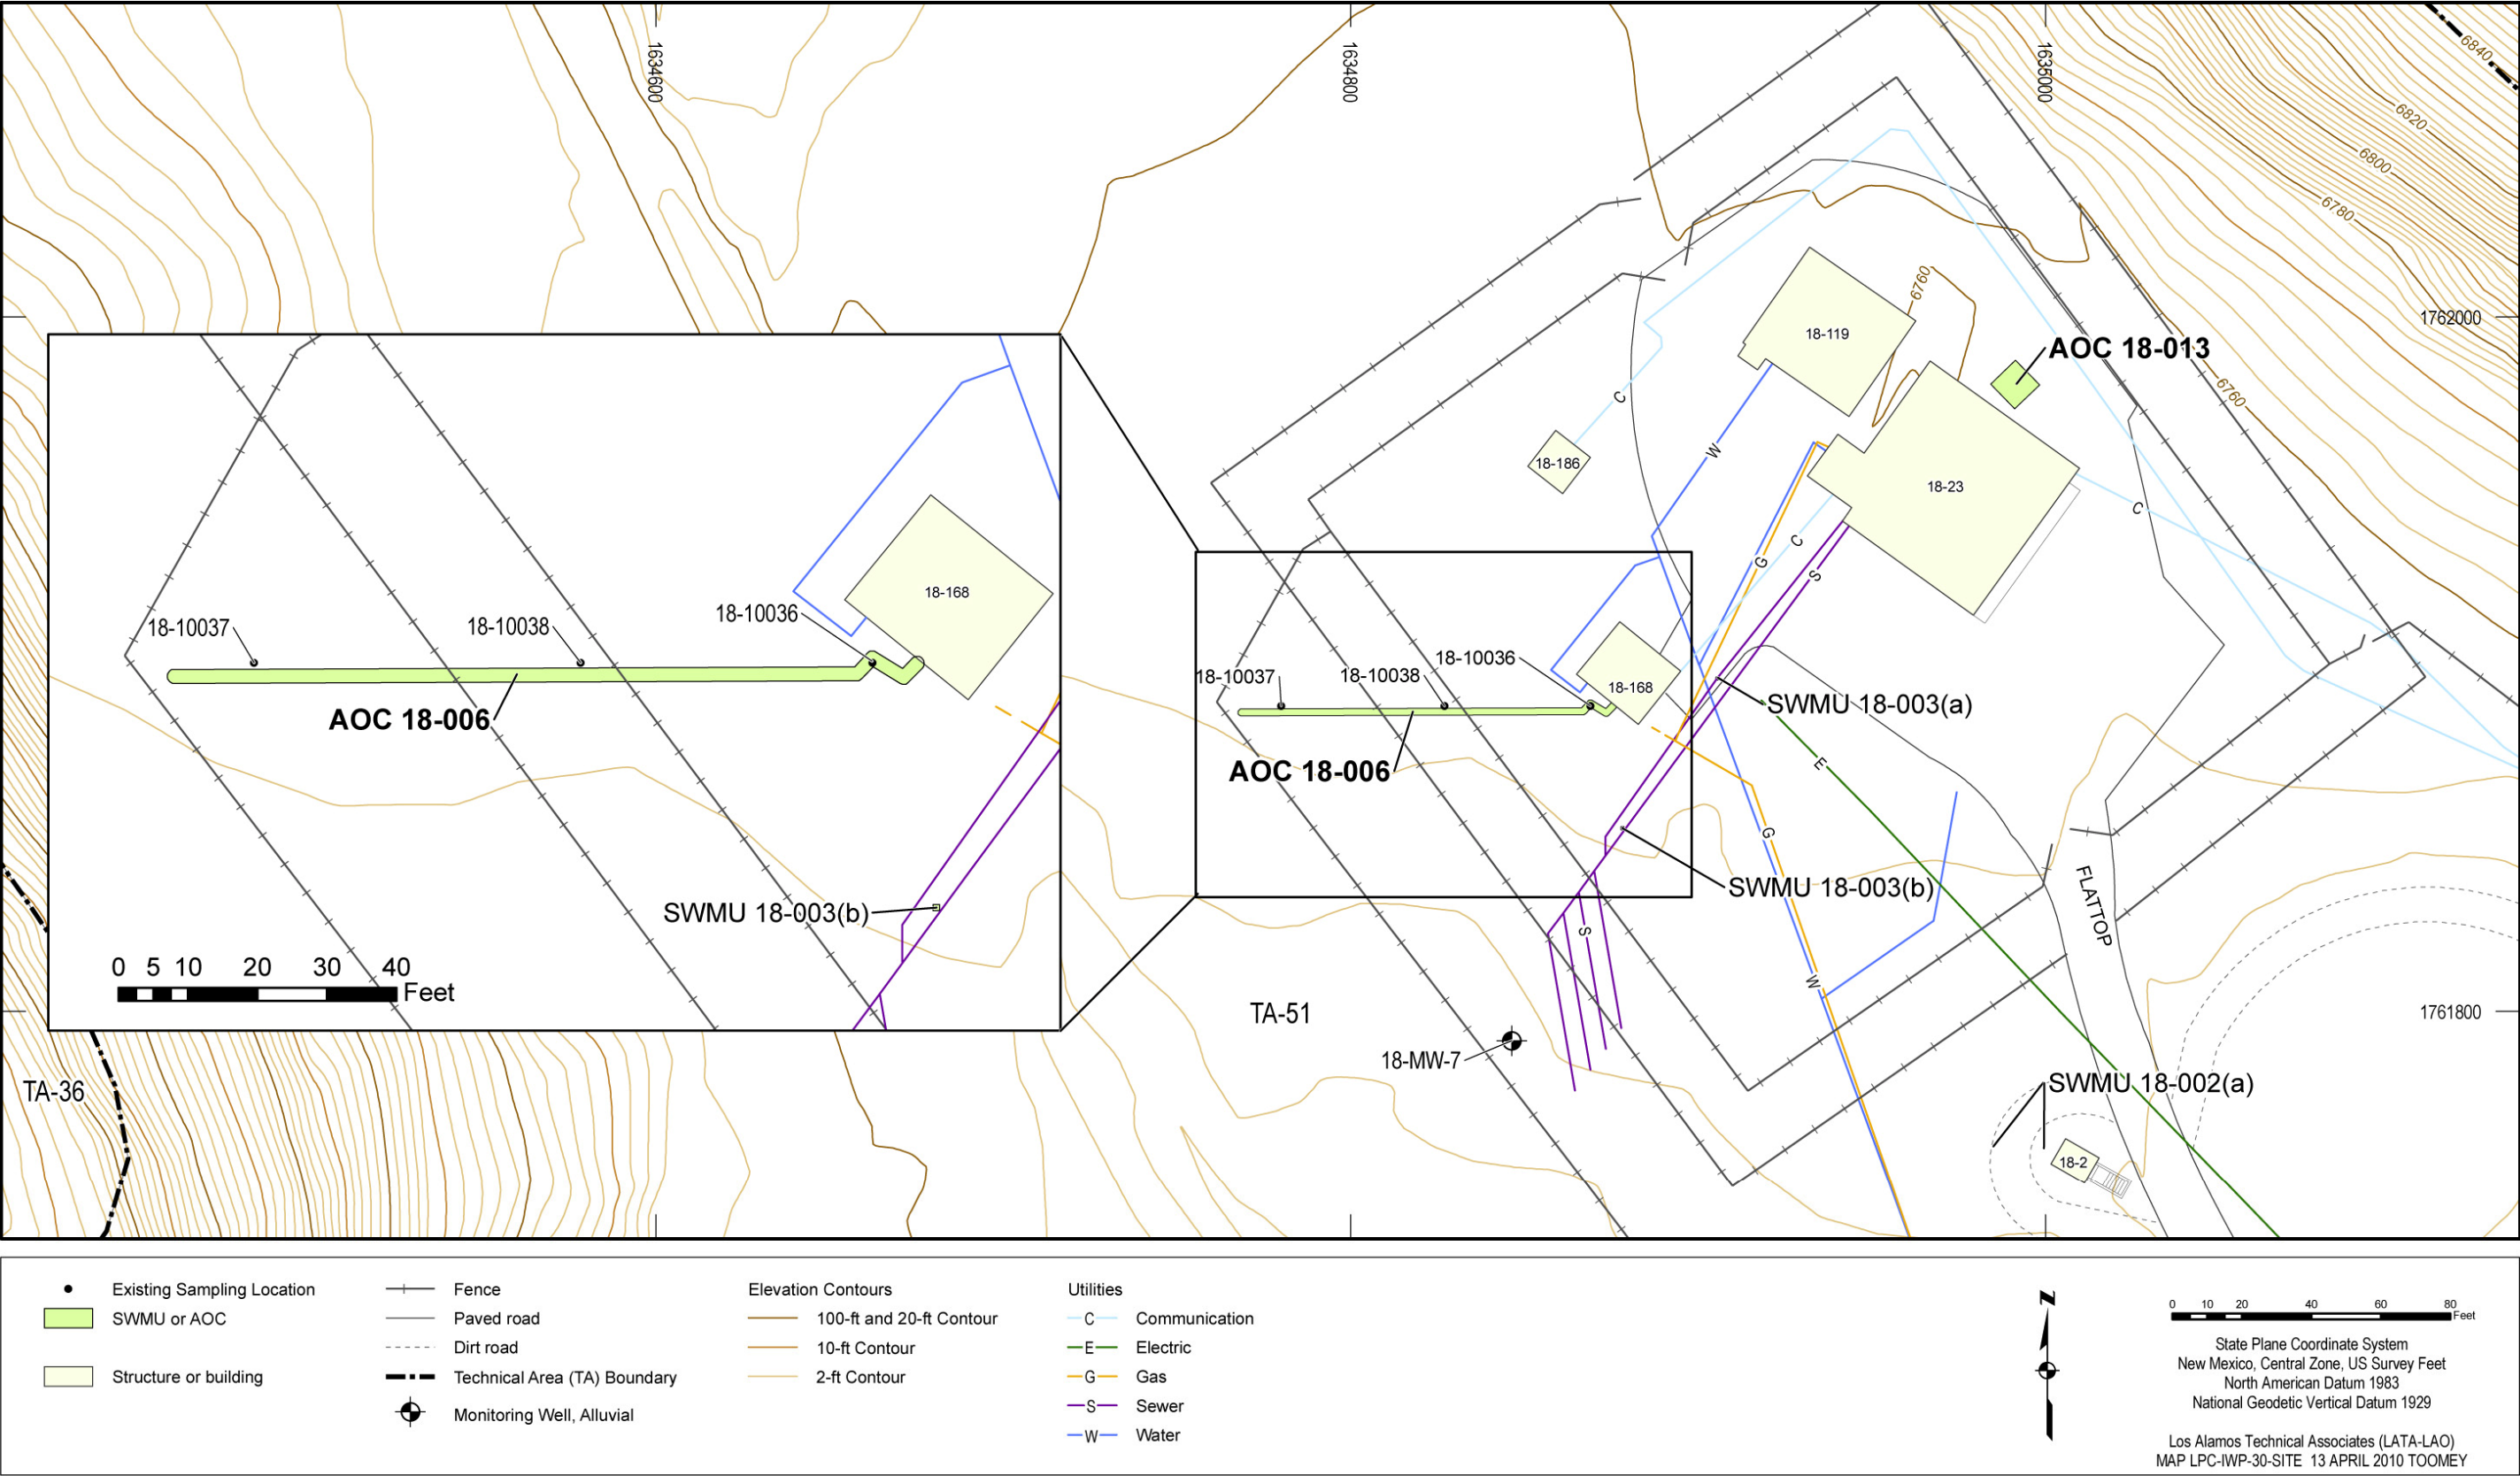 1634600
1634800
1635000
6840
6820
6800
6780
6760
1762000
AOC 18-013
18-119
6760
C
18-186
W
18-23
C
G
C
S
18-168
18-10036
18-10037
18-10038
AOC 18-006
SWMU 18-003(b)
0 5 10 20 30 40
Feet
18-10036
18-10037
18-10038
18-168
AOC 18-006
SWMU 18-003(a)
E
G
SWMU 18-003(b)
FLATTOP
S
W
TA-51
1761800
18-MW-7
TA-36
SWMU 18-002(a)
18-2
Existing Sampling Location
SWMU or AOC
Structure or building
Fence
Paved road
Dirt road
Technical Area (TA) Boundary
Monitoring Well, Alluvial
Elevation Contours
100-ft and 20-ft Contour
10-ft Contour
2-ft Contour
Utilities
C Communication
E Electric
G Gas
S Sewer
W Water
N
0 10 20 40 60 80
Feet
State Plane Coordinate System
New Mexico, Central Zone, US Survey Feet
North American Datum 1983
National Geodetic Vertical Datum 1929
Los Alamos Technical Associates (LATA-LAO)
MAP LPC-IWP-30-SITE 13 APRIL 2010 TOOMEY